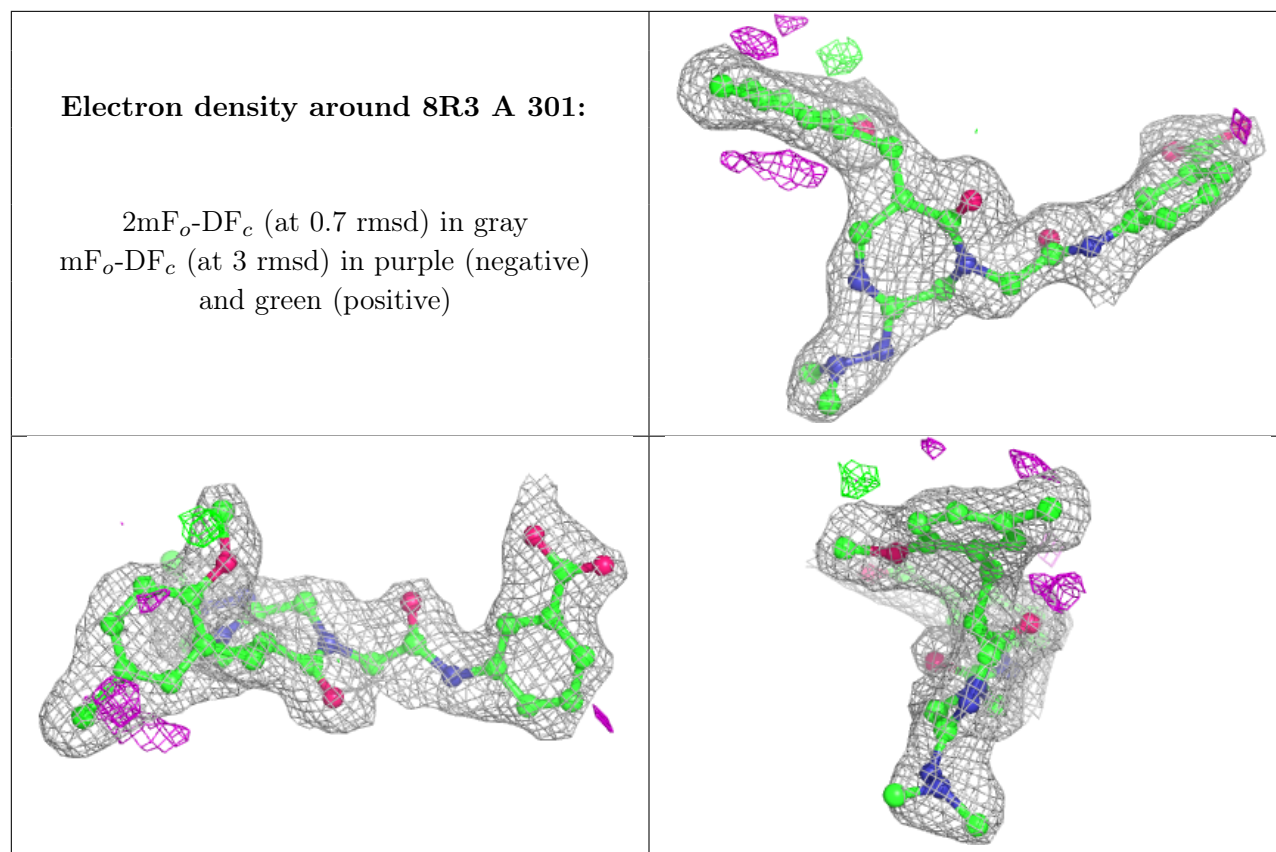 Electron density around 8R3 A 301:
2mFo-DFc (at 0.7 rmsd) in gray
mFo-DFc (at 3 rmsd) in purple (negative)
and green (positive)